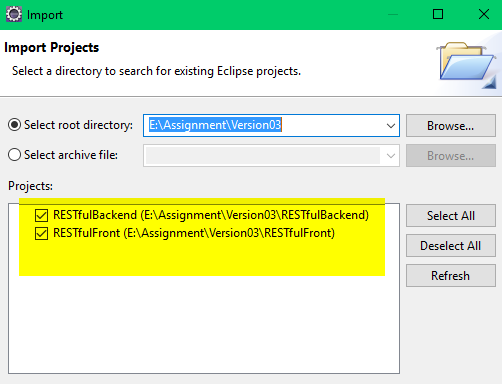 Import
Import Projects
Select a directory to search for existing Eclipse projects.
Select root directory: E:\Assignment\Version03 Browse...
Select archive file: Browse...
Projects:
RESTfulBackend (E:\Assignment\Version03\RESTfulBackend)
RESTfulFront (E:\Assignment\Version03\RESTfulFront)
Select All
Deselect All
Refresh